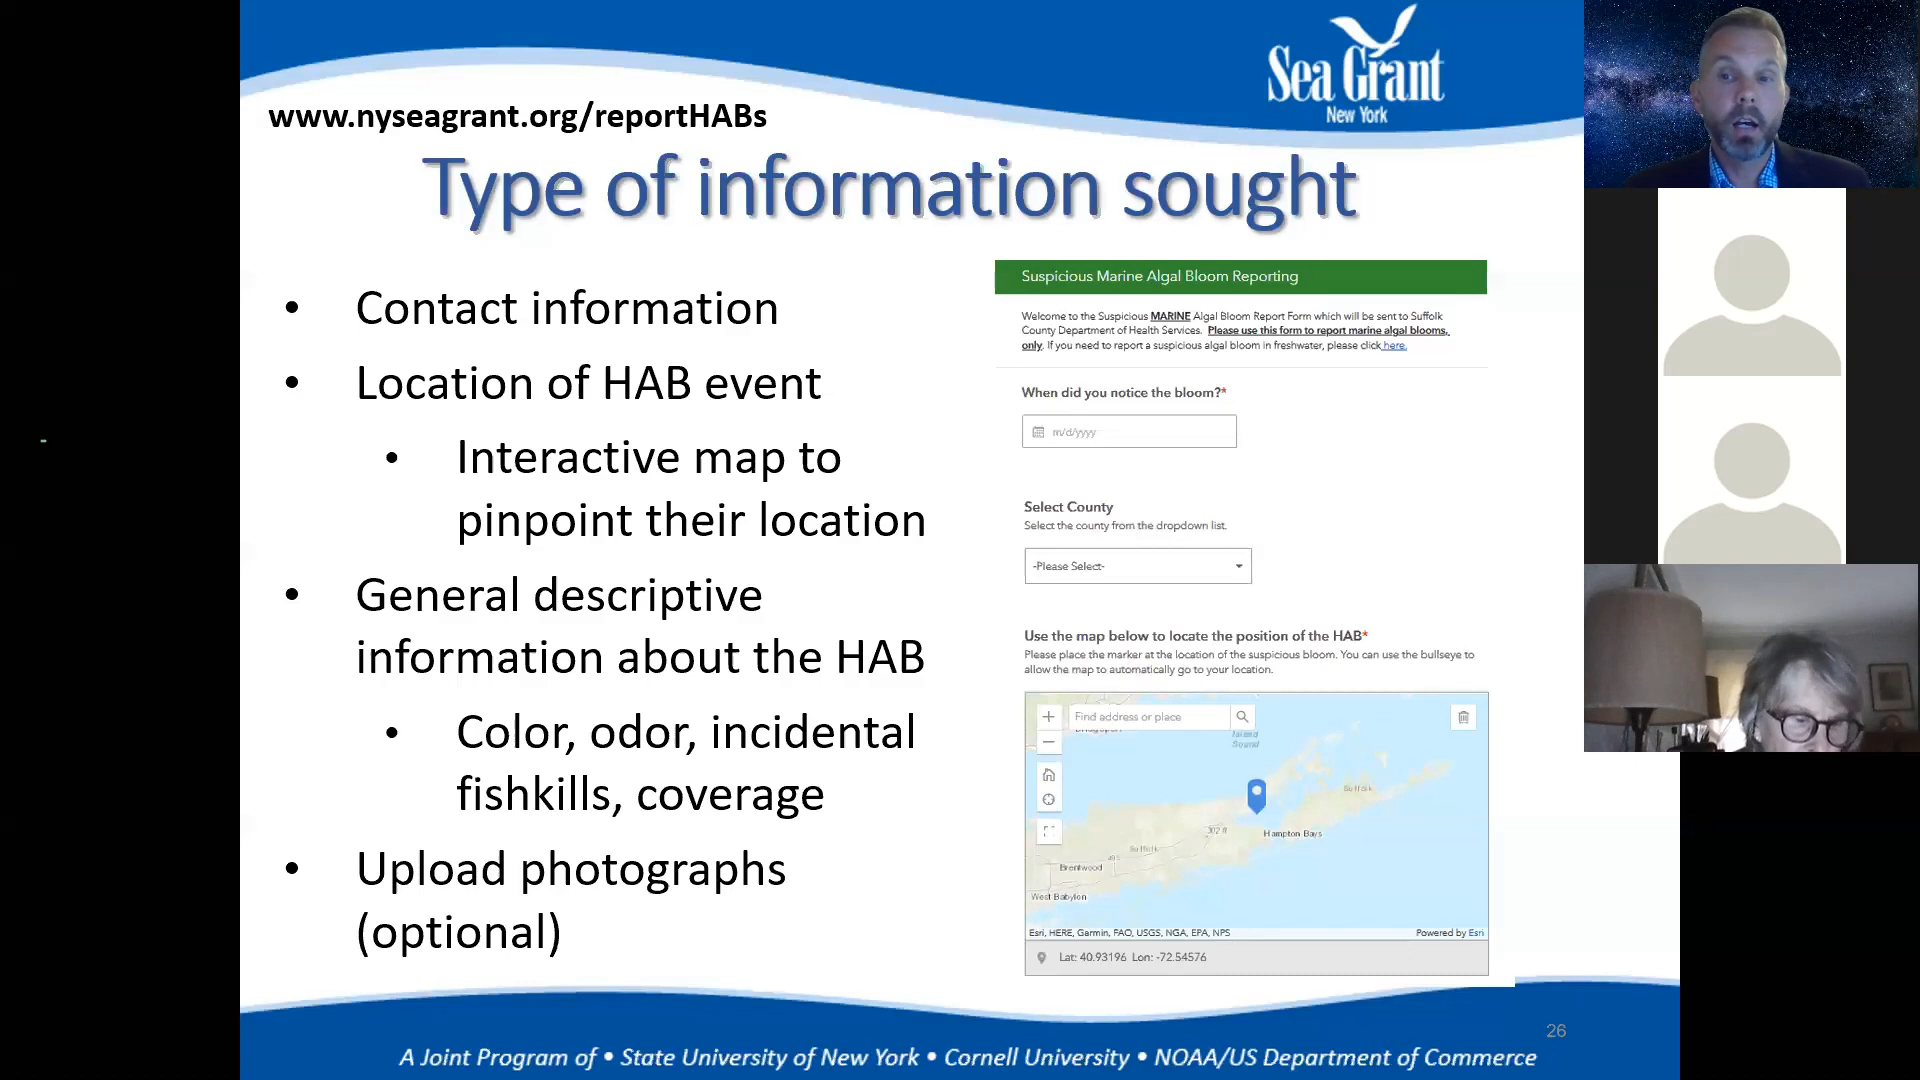 Sea Grant
New York
www.nyseagrant.org/reportHABs
Type of information sought
• Contact information
• Location of HAB event
• Interactive map to
pinpoint their location
• General descriptive
information about the HAB
• Color, odor, incidental
fishkills, coverage
• Upload photographs
(optional)
Suspicious Marine Algal Bloom Reporting
Welcome to the Suspicious MARINE Algal Bloom Report Form which will be sent to Suffolk
County Department of Health Services. Please use this form to report marine algal blooms,
only. If you need to report a suspicious algal bloom in freshwater, please click here.
When did you notice the bloom?*
m/d/yyyy
Select County
Select the county from the dropdown list.
-Please Select-
Use the map below to locate the position of the HAB*
Please place the marker at the location of the suspicious bloom. You can use the bullseye to
allow the map to automatically go to your location.
Find address or place
Island
Sound
Suffolk
302 ft
Hampton Bays
Suffolk
495
Brentwood
West Babylon
Esri, HERE, Garmin, FAO, USGS, NGA, EPA, NPS
Powered by Esri
Lat: 40.93196 Lon: -72.54576
26
A Joint Program of • State University of New York • Cornell University • NOAA/US Department of Commerce